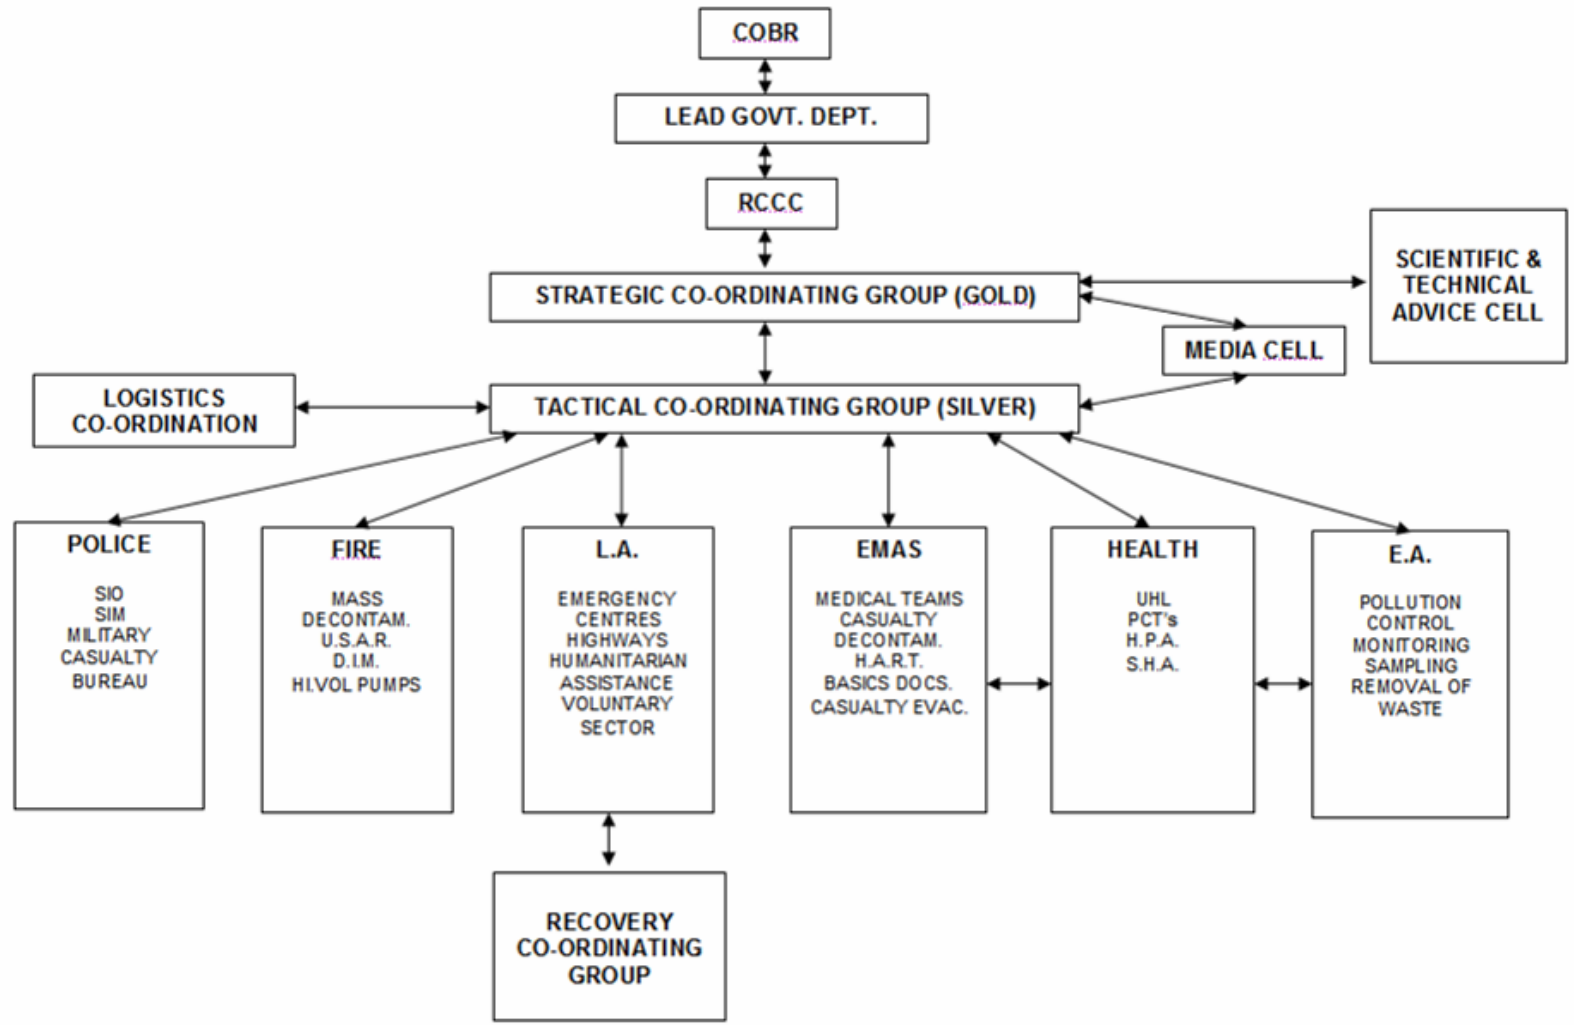 COBR
LEAD GOVT. DEPT.
RCCC
STRATEGIC CO-ORDINATING GROUP (GOLD)
SCIENTIFIC &
TECHNICAL
ADVICE CELL
MEDIA CELL
LOGISTICS
CO-ORDINATION
TACTICAL CO-ORDINATING GROUP (SILVER)
POLICE
SIO
SIM
MILITARY
CASUALTY
BUREAU
FIRE
MASS
DECONTAM.
U.S.A.R.
D.I.M.
HI.VOL PUMPS
L.A.
EMERGENCY
CENTRES
HIGHWAYS
HUMANITARIAN
ASSISTANCE
VOLUNTARY
SECTOR
EMAS
MEDICAL TEAMS
CASUALTY
DECONTAM.
H.A.R.T.
BASICS DOCS.
CASUALTY EVAC.
HEALTH
UHL
PCT's
H.P.A.
S.H.A.
E.A.
POLLUTION
CONTROL
MONITORING
SAMPLING
REMOVAL OF
WASTE
RECOVERY
CO-ORDINATING
GROUP